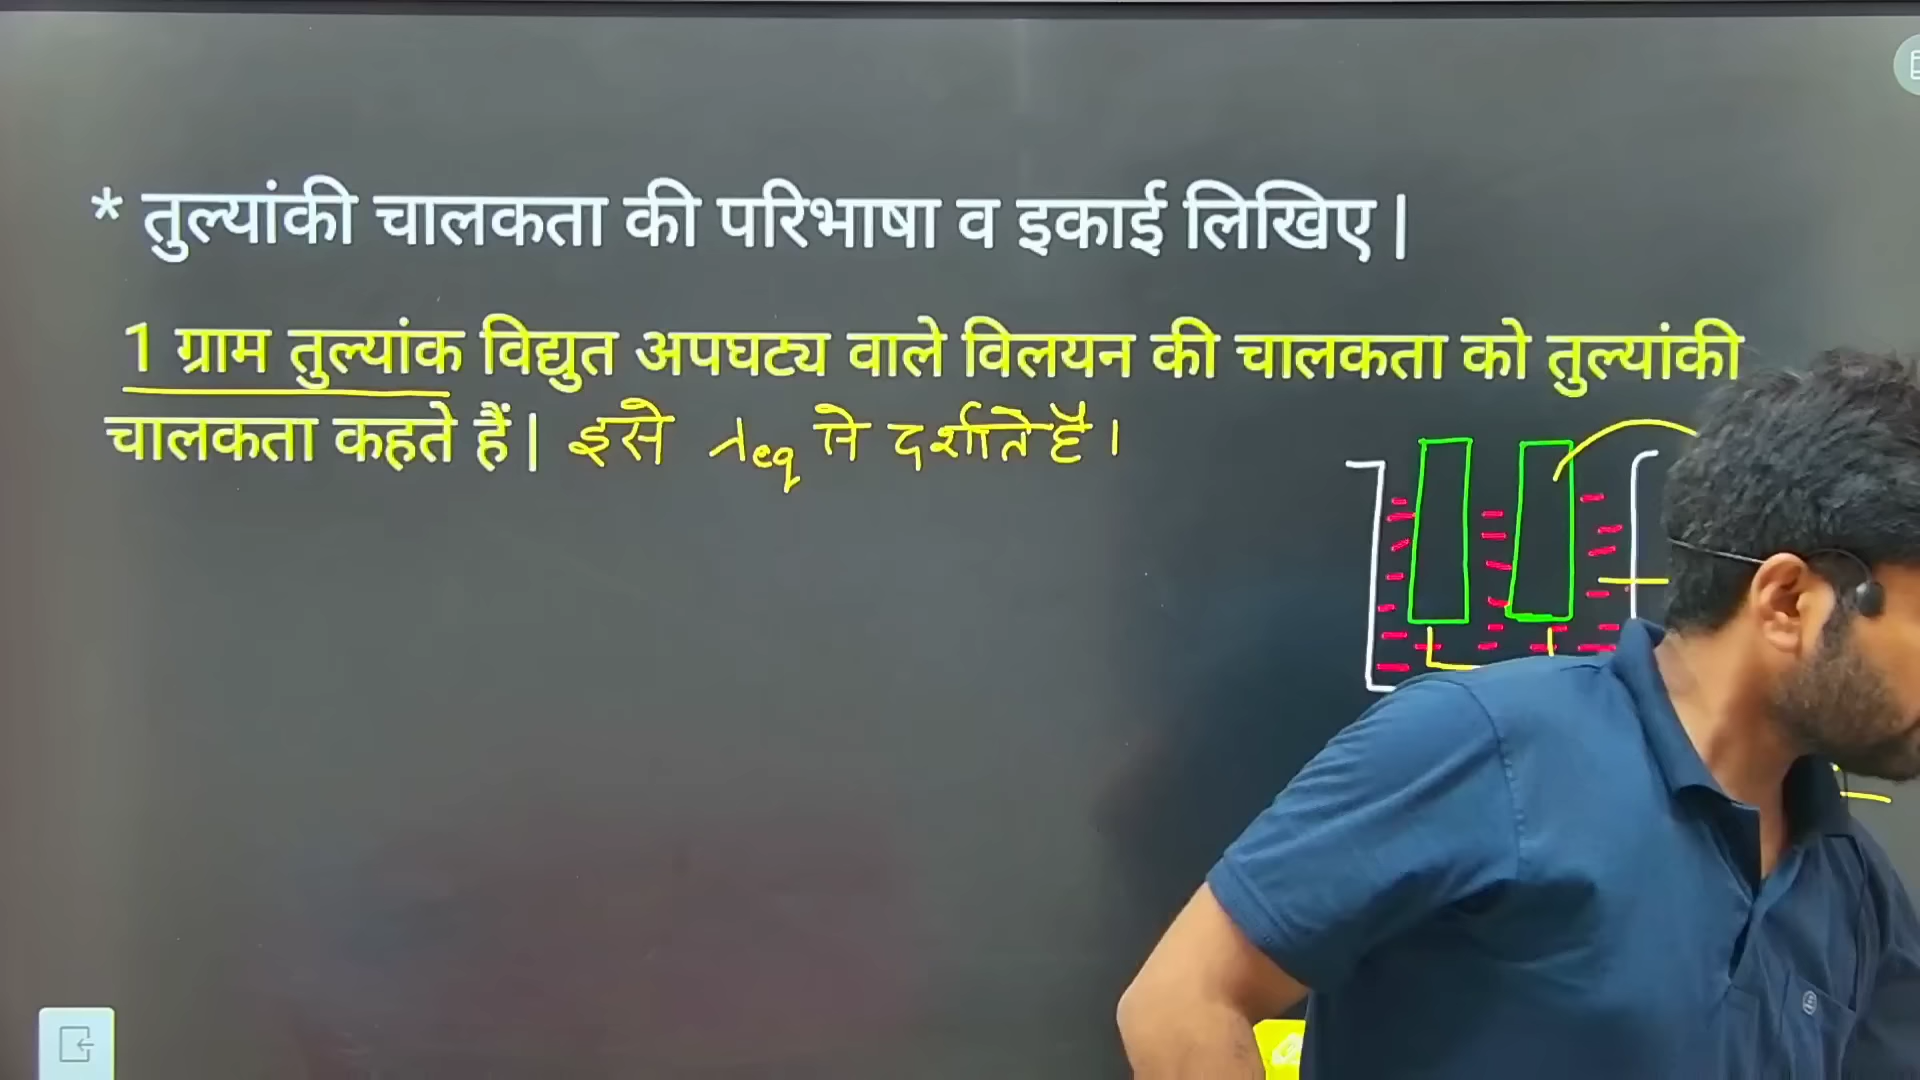 * तुल्यांकी चालकता की परिभाषा व इकाई लिखिए |
1 ग्राम तुल्यांक विद्युत अपघट्य वाले विलयन की चालकता को तुल्यांकी
चालकता कहते हैं | इसे λeq से दर्शाते है ।